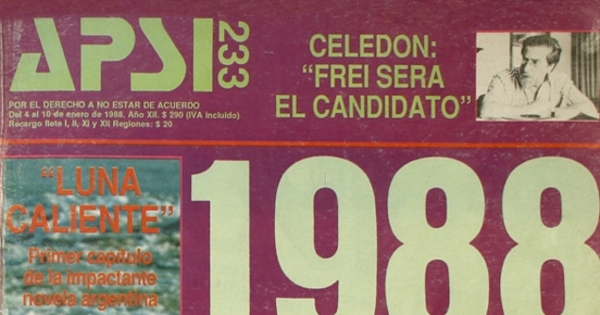 APSI 233
POR EL DERECHO A NO ESTAR DE ACUERDO
Del 4 al 10 de enero de 1988. Año XII. $ 290 (IVA incluido)
Recargo flete I, II, XI y XII Regiones: $ 20
CELEDON:
"FREI SERA
EL CANDIDATO"
"LUNA
CALIENTE"
Primer capítulo
de la impactante
novela argentina
1988